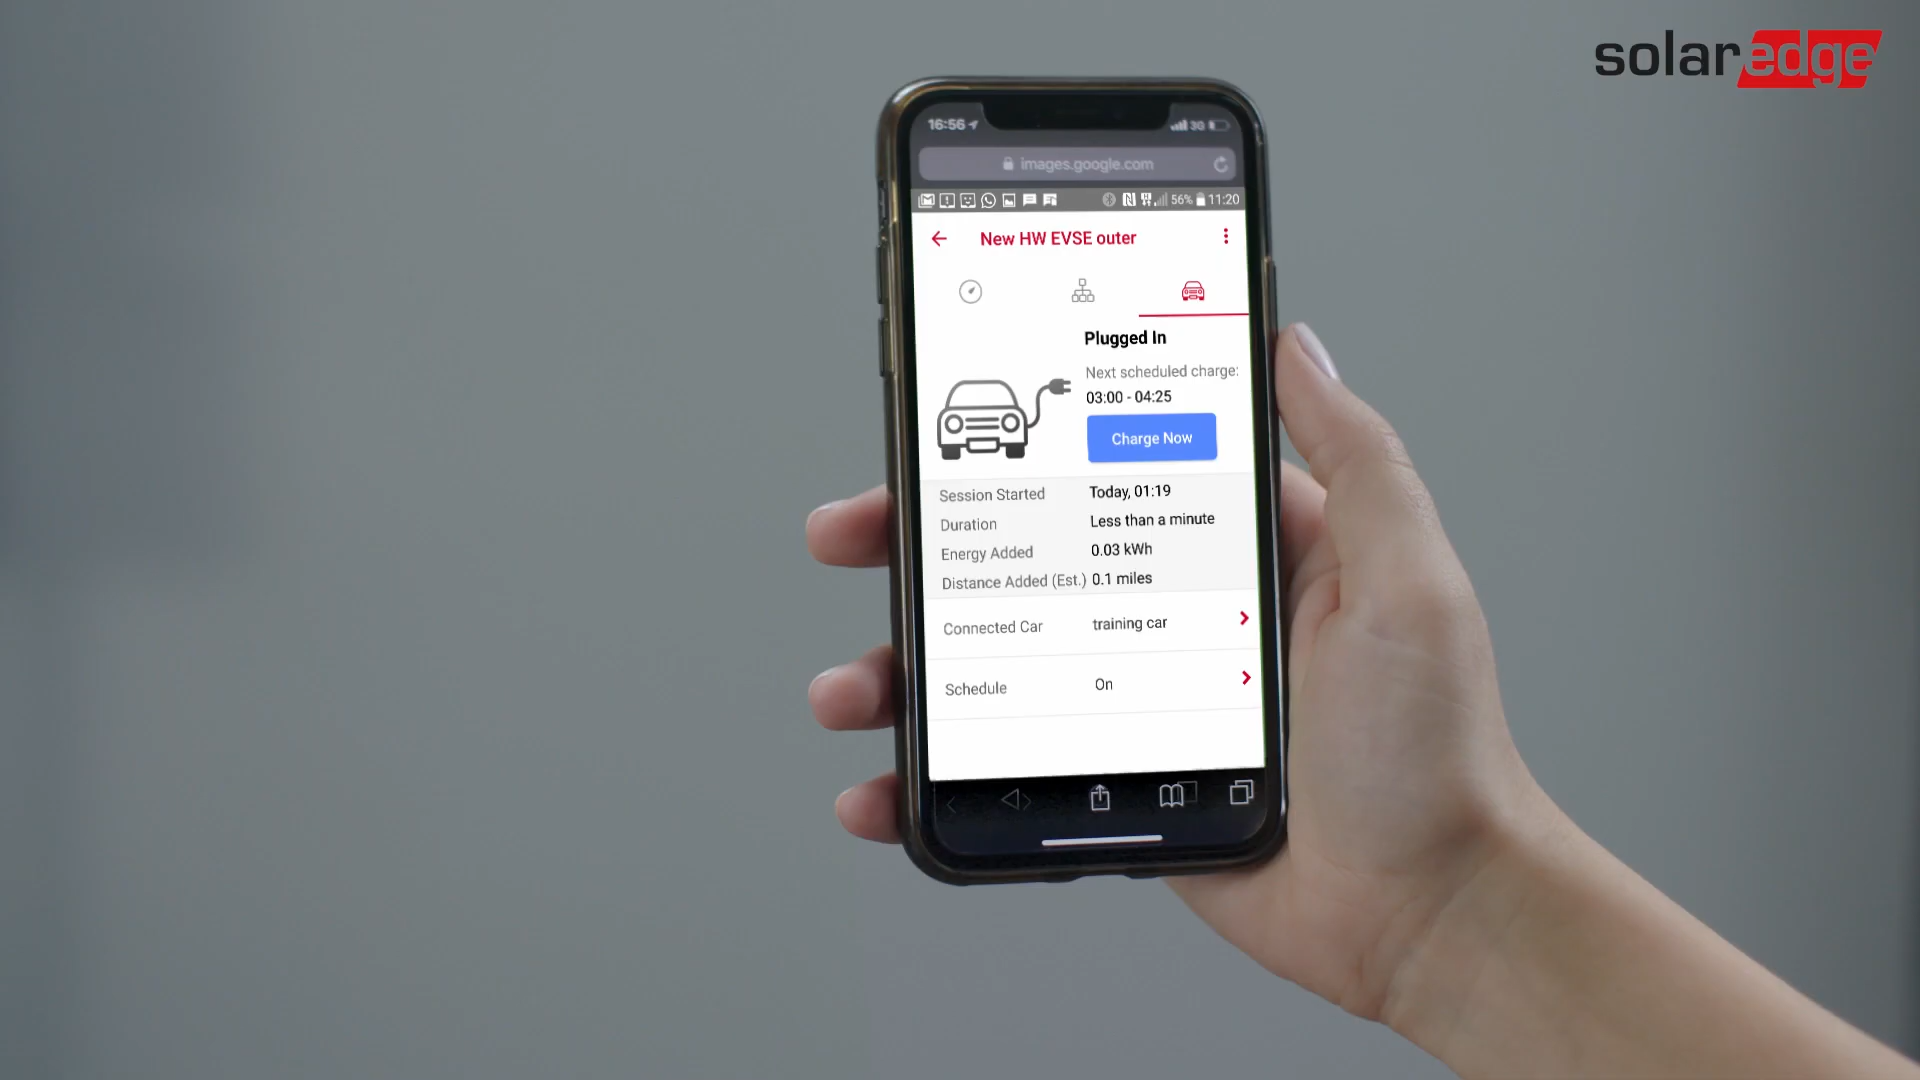 solaredge
16:56
3G
images.google.com
56% 11:20
New HW EVSE outer
Plugged In
Next scheduled charge:
03:00 - 04:25
Charge Now
Session Started Today, 01:19
Duration Less than a minute
Energy Added 0.03 kWh
Distance Added (Est.) 0.1 miles
Connected Car training car
Schedule On